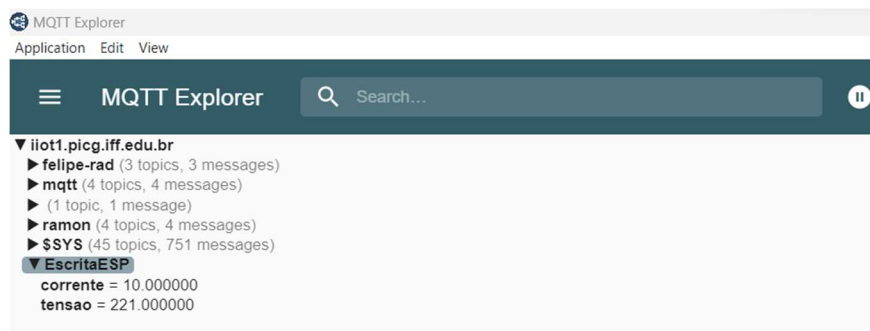 MQTT Explorer
Application Edit View
MQTT Explorer Search...
▼ iiot1.picg.iff.edu.br
▶ felipe-rad (3 topics, 3 messages)
▶ mqtt (4 topics, 4 messages)
▶ (1 topic, 1 message)
▶ ramon (4 topics, 4 messages)
▶ $SYS (45 topics, 751 messages)
▼ EscritaESP
corrente = 10.000000
tensao = 221.000000